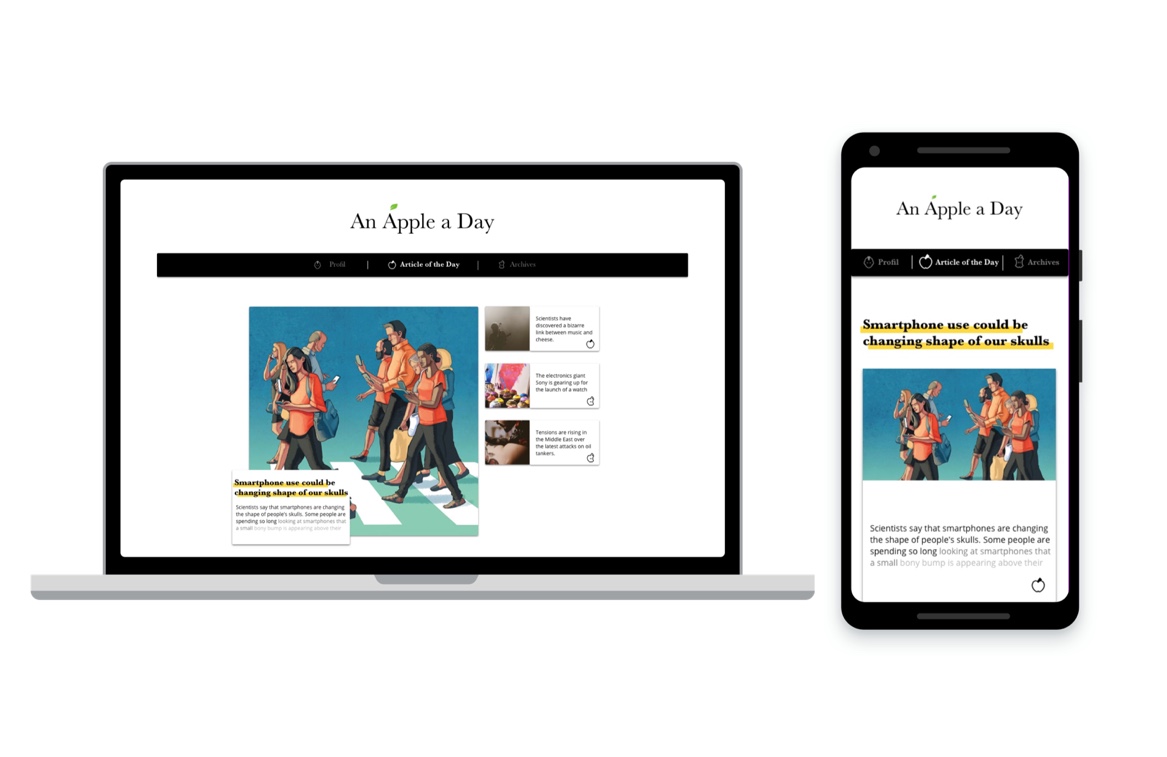 An Apple a Day
Profil
Article of the Day
Archives
Scientists have
discovered a bizarre
link between music and
cheese.
The electronics giant
Sony is gearing up for
the launch of a watch
Tensions are rising in
the Middle East over
the latest attacks on oil
tankers.
Smartphone use could be
changing shape of our skulls
Scientists say that smartphones are changing
the shape of people's skulls. Some people are
spending so long looking at smartphones that
a small bony bump is appearing above their
An Apple a Day
Profil
Article of the Day
Archives
Smartphone use could be
changing shape of our skulls
Scientists say that smartphones are changing
the shape of people's skulls. Some people are
spending so long looking at smartphones that
a small bony bump is appearing above their